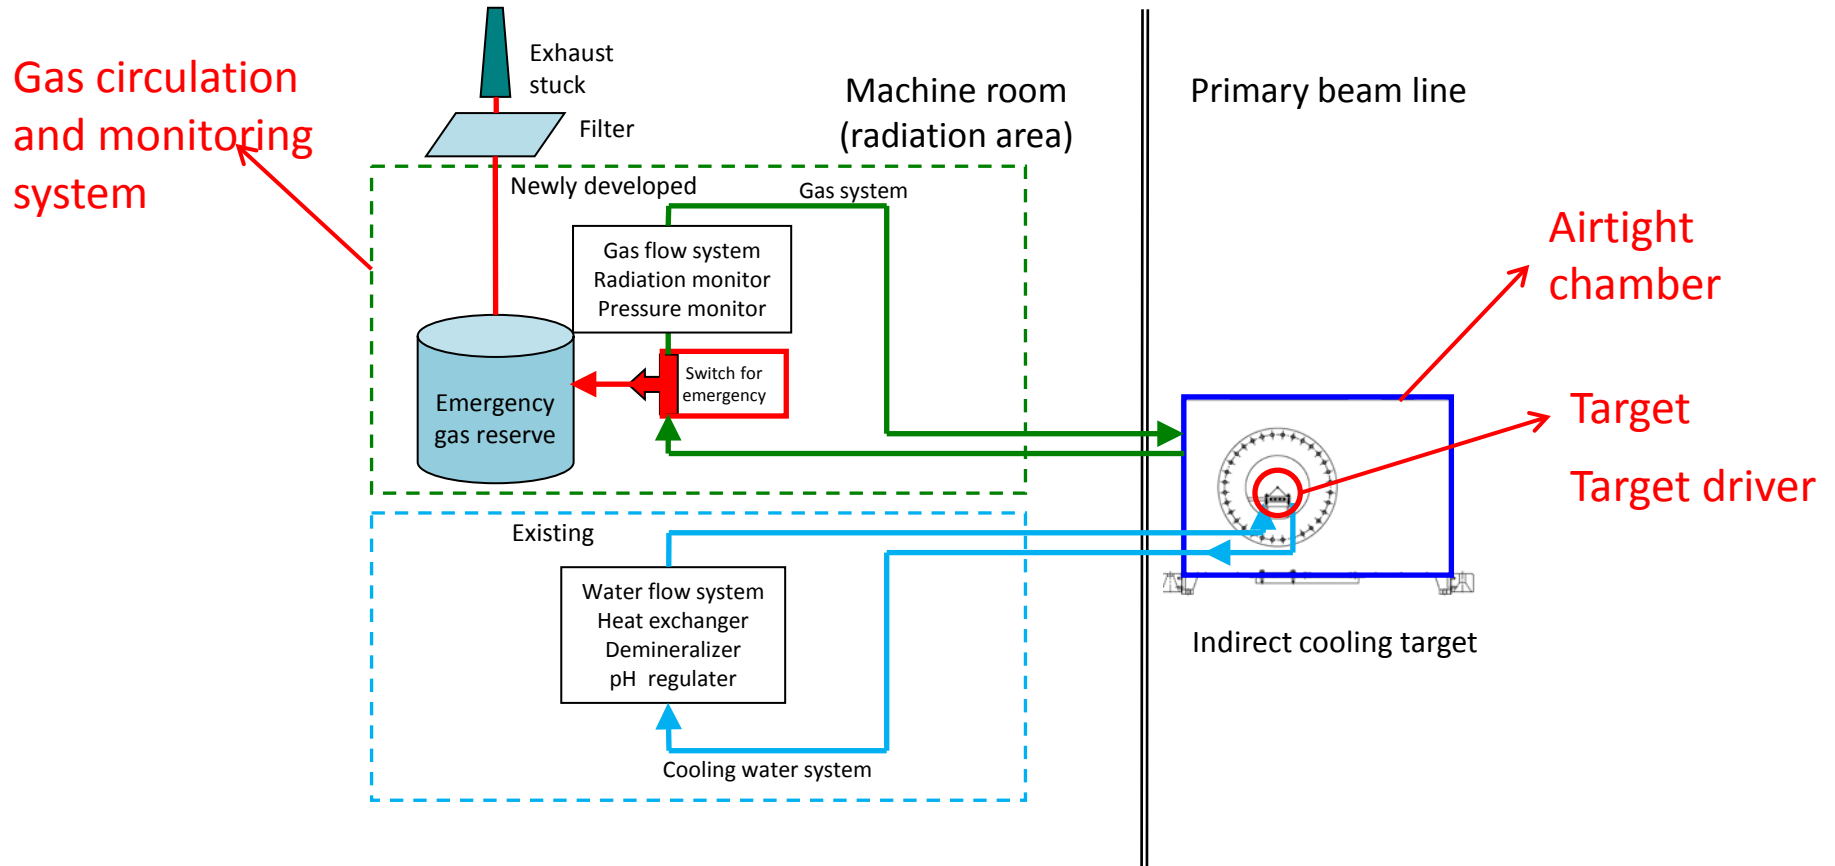 Gas circulation
and monitoring
system
Exhaust
stuck
Filter
Machine room
(radiation area)
Primary beam line
Newly developed
Gas system
Gas flow system
Radiation monitor
Pressure monitor
Switch for
emergency
Emergency
gas reserve
Airtight
chamber
Target
Target driver
Existing
Water flow system
Heat exchanger
Demineralizer
pH regulater
Cooling water system
Indirect cooling target